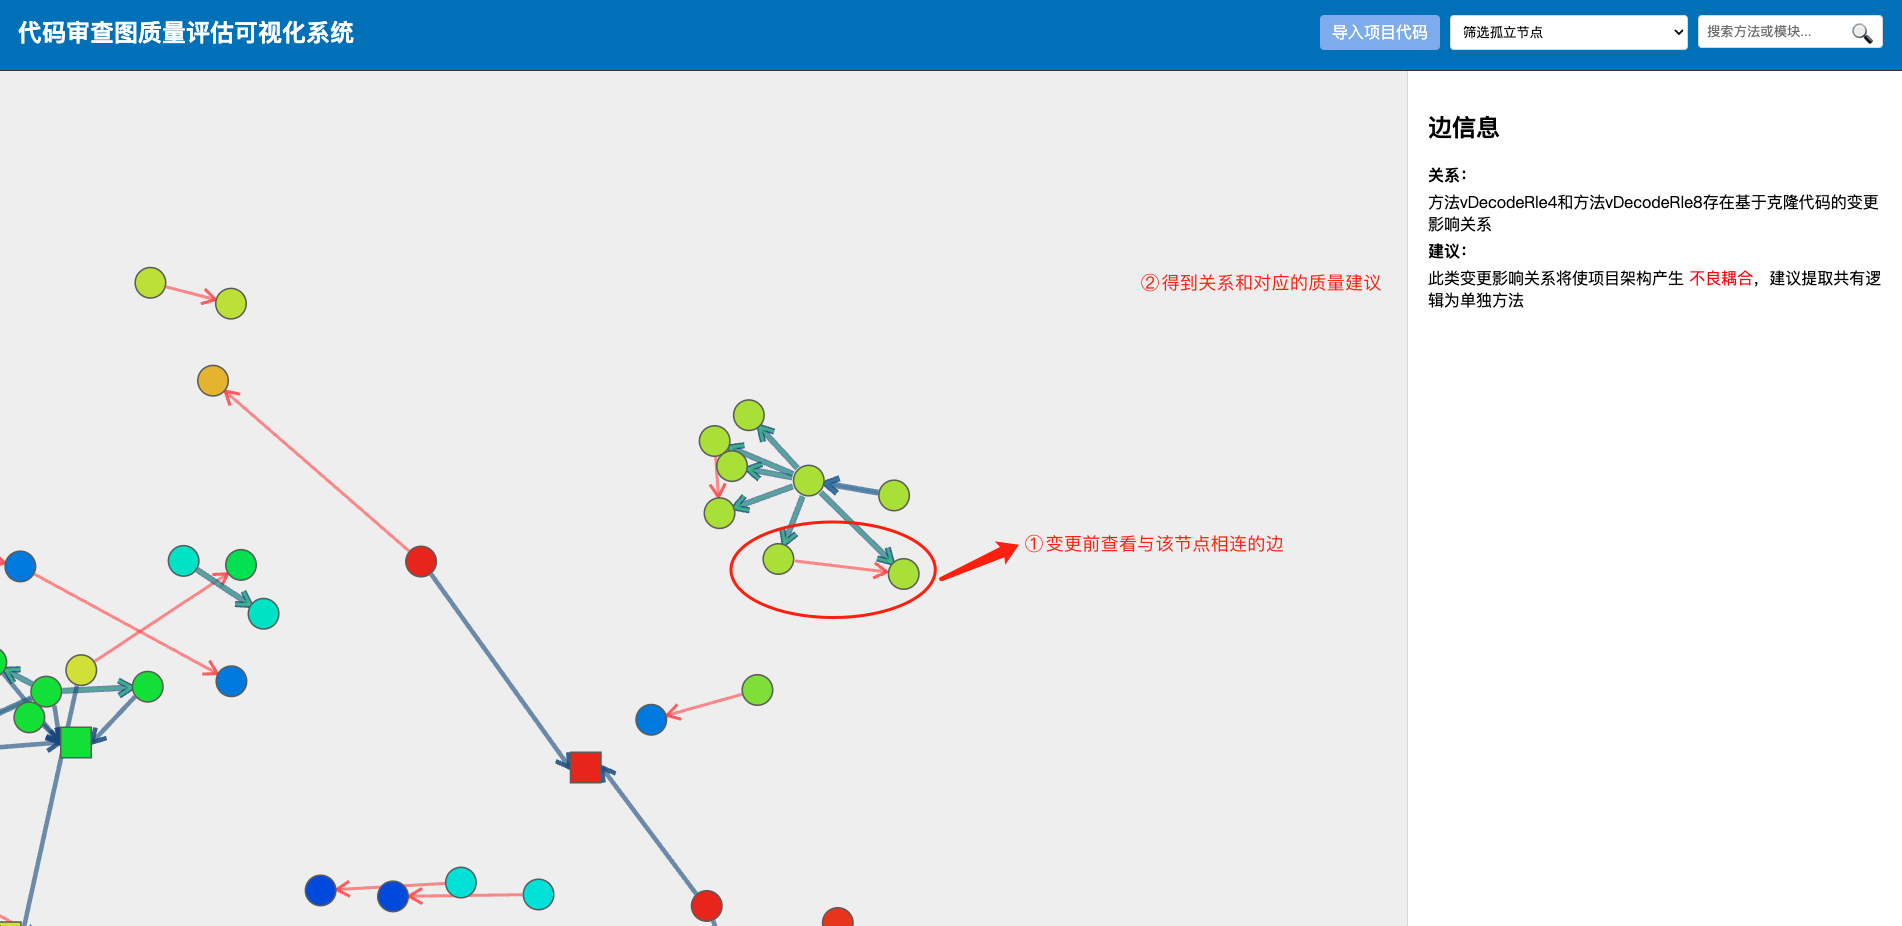 代码审查图质量评估可视化系统
导入项目代码
筛选孤立节点
搜索方法或模块...
边信息
关系：
方法vDecodeRle4和方法vDecodeRle8存在基于克隆代码的变更
影响关系
建议：
此类变更影响关系将使项目架构产生 不良耦合，建议提取共有逻
辑为单独方法
②得到关系和对应的质量建议
①变更前查看与该节点相连的边